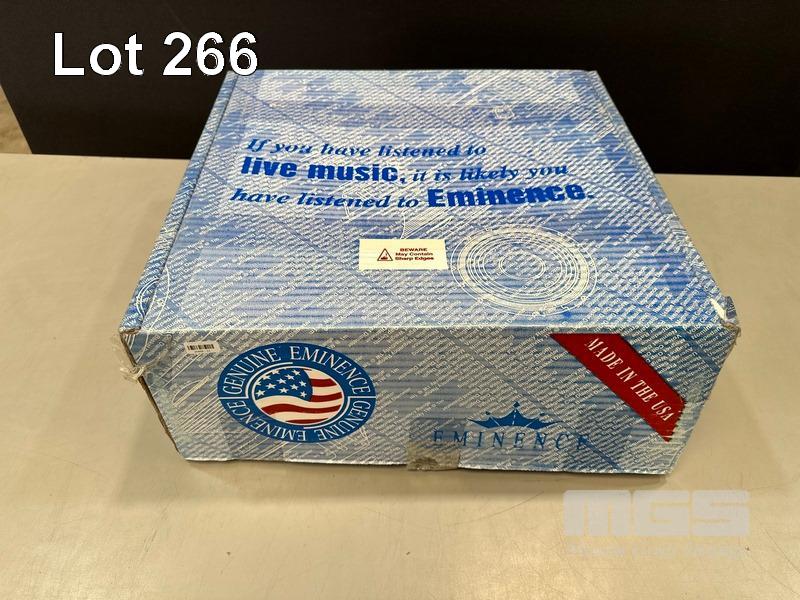 Lot 266
If you have listened to
live music, it is likely you
have listened to Eminence.
BEWARE
May Contain
Sharp Edges
GENUINE EMINENCE
GENUINE EMINENCE
MADE IN THE USA
EMINENCE
MGS